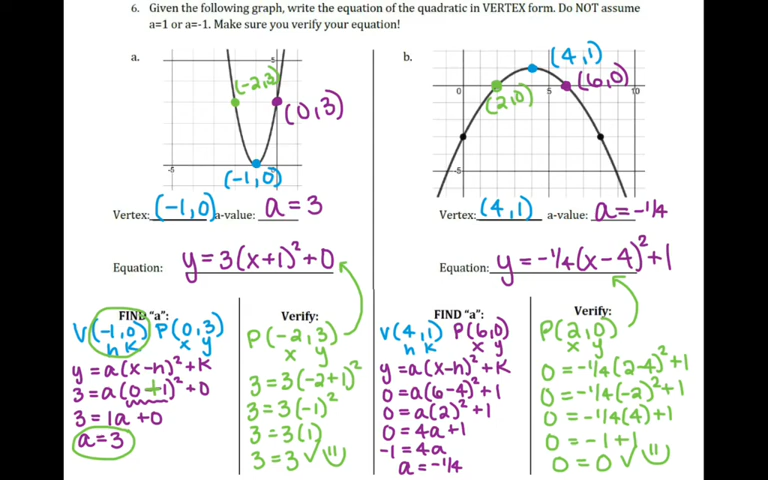 6. Given the following graph, write the equation of the quadratic in VERTEX form. Do NOT assume
a=1 or a=-1. Make sure you verify your equation!
a.
-5
(-2,3)
(0,3)
-5
(-1,0)
Vertex: (-1,0) a-value: a = 3
Equation: y = 3(x+1)² + 0
FIND "a":
V(-1,0) P(0,3)
h k x y
y = a(x-h)² + K
3 = a(0+1)² + 0
3 = 1a + 0
a = 3
Verify:
P(-2,3)
x y
3 = 3(-2+1)²
3 = 3(-1)²
3 = 3(1)
3 = 3 ✓
b.
(4,1)
(6,0)
(2,0)
0 5 10
-5
Vertex: (4,1) a-value: a = -1/4
Equation: y = -1/4(x-4)² + 1
FIND "a":
V(4,1) P(6,0)
h K x y
y = a(x-h)² + K
0 = a(6-4)² + 1
0 = a(2)² + 1
0 = 4a + 1
-1 = 4a
a = -1/4
Verify:
P(2,0)
x y
0 = -1/4(2-4)² + 1
0 = -1/4(-2)² + 1
0 = -1/4(4) + 1
0 = -1 + 1
0 = 0 ✓